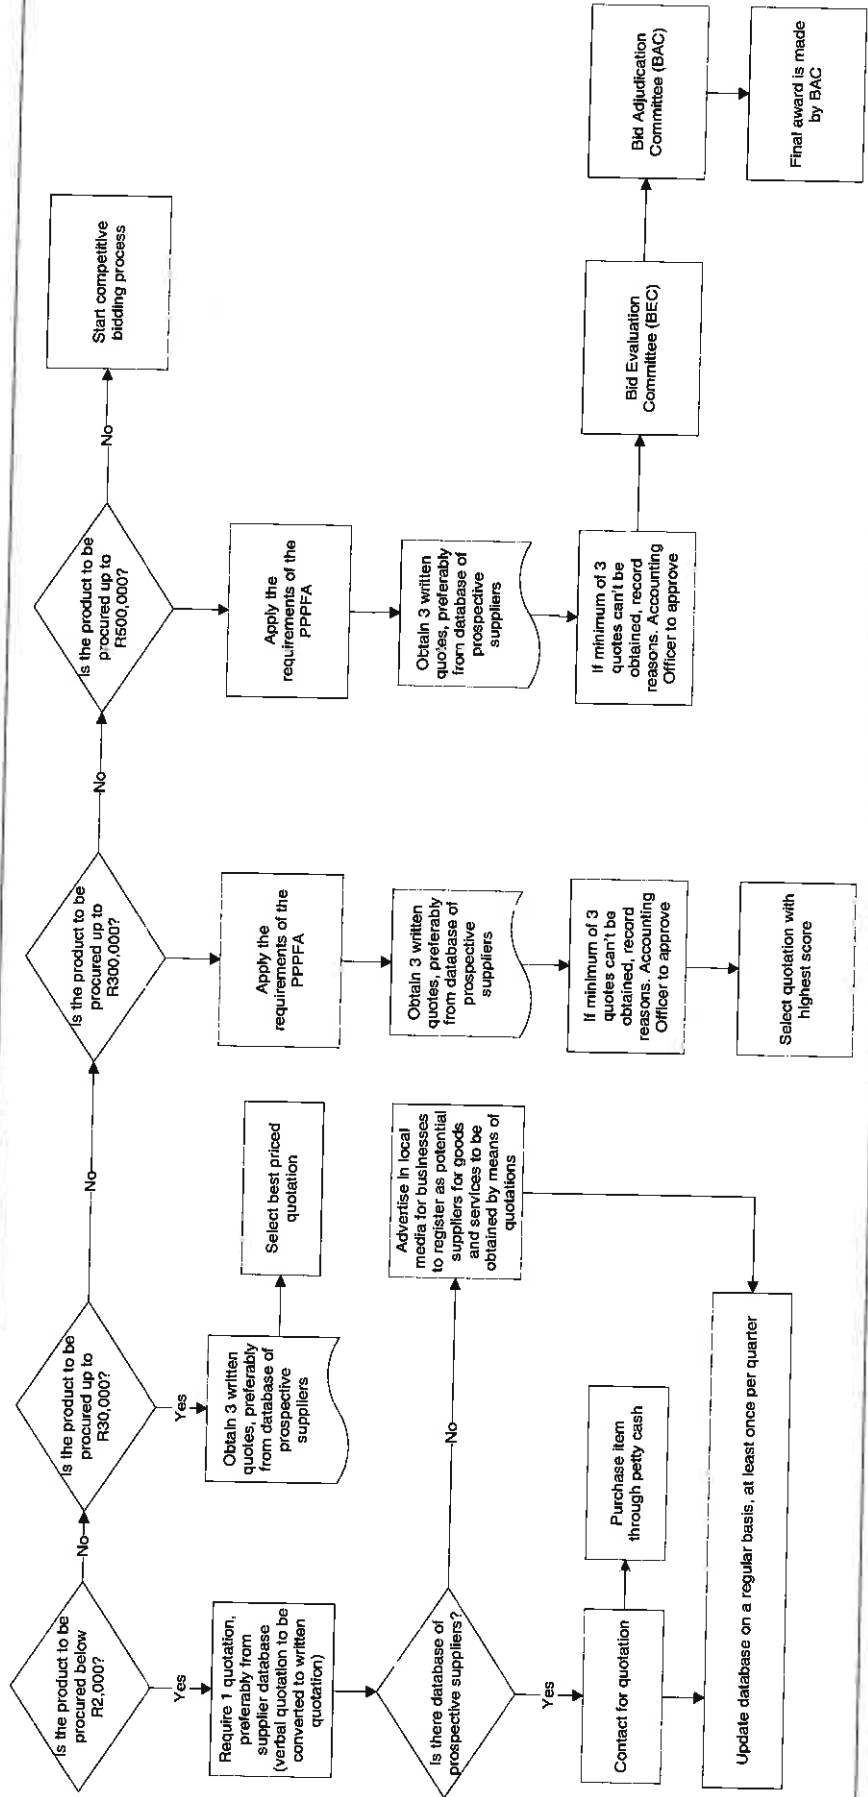 Is the product to be
procured below
R2,000?
No
Yes
Require 1 quotation,
preferably from
supplier database
(verbal quotation to be
converted to written
quotation)
Is there database of
prospective suppliers?
No
Yes
Contact for quotation
Purchase item
through petty cash
Advertise in local
media for businesses
to register as potential
suppliers for goods
and services to be
obtained by means of
quotations
Update database on a regular basis, at least once per quarter
Is the product to be
procured up to
R30,000?
No
Yes
Obtain 3 written
quotes, preferably
from database of
prospective
suppliers
Select best priced
quotation
Is the product to be
procured up to
R300,000?
No
Apply the
requirements of the
PPPFA
Obtain 3 written
quotes, preferably
from database of
prospective
suppliers
If minimum of 3
quotes can't be
obtained, record
reasons. Accounting
Officer to approve
Select quotation with
highest score
Is the product to be
procured up to
R500,000?
No
Start competitive
bidding process
Apply the
requirements of the
PPPFA
Obtain 3 written
quotes, preferably
from database of
prospective
suppliers
If minimum of 3
quotes can't be
obtained, record
reasons. Accounting
Officer to approve
Bid Evaluation
Committee (BEC)
Bid Adjudication
Committee (BAC)
Final award is made
by BAC